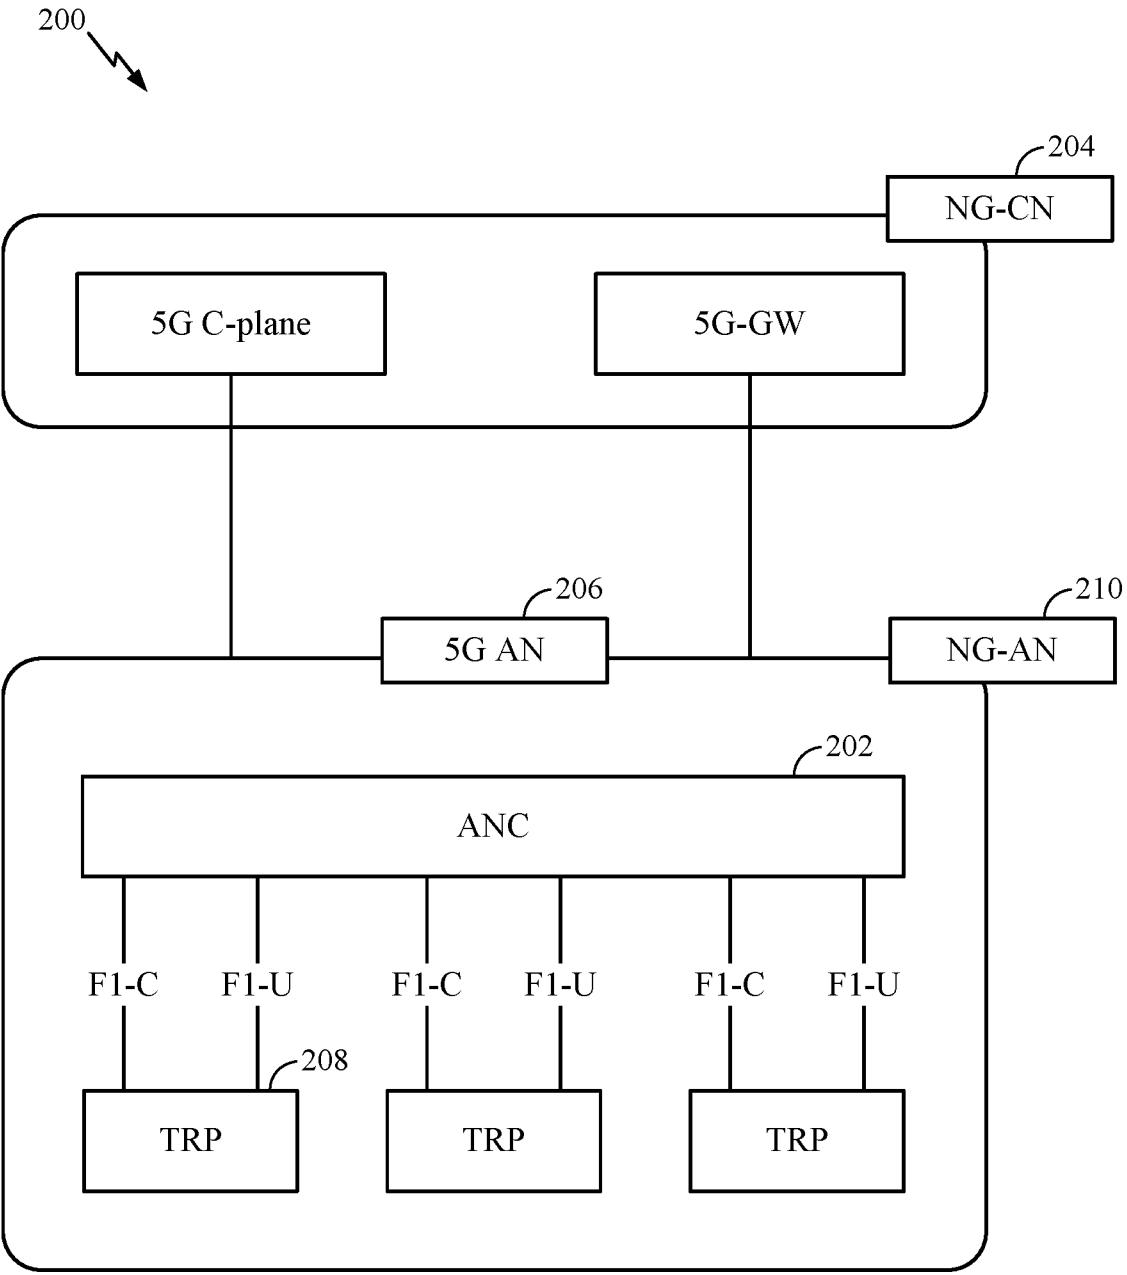 200
204
NG-CN
5G C-plane
5G-GW
206
210
5G AN
NG-AN
202
ANC
F1-C
F1-U
F1-C
F1-U
F1-C
F1-U
208
TRP
TRP
TRP